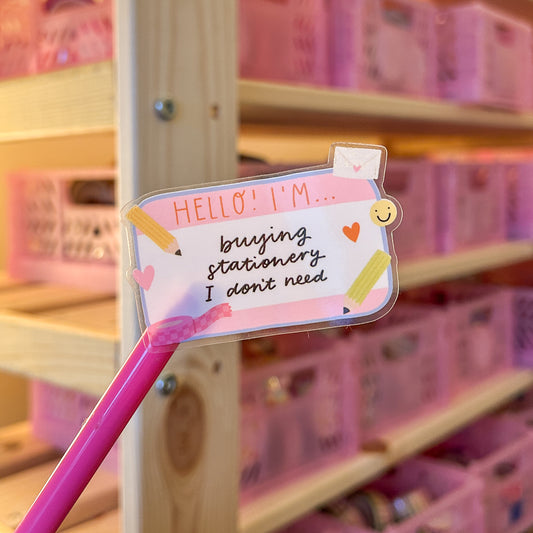 HELLO! I'M...
buying
stationery
I don't need